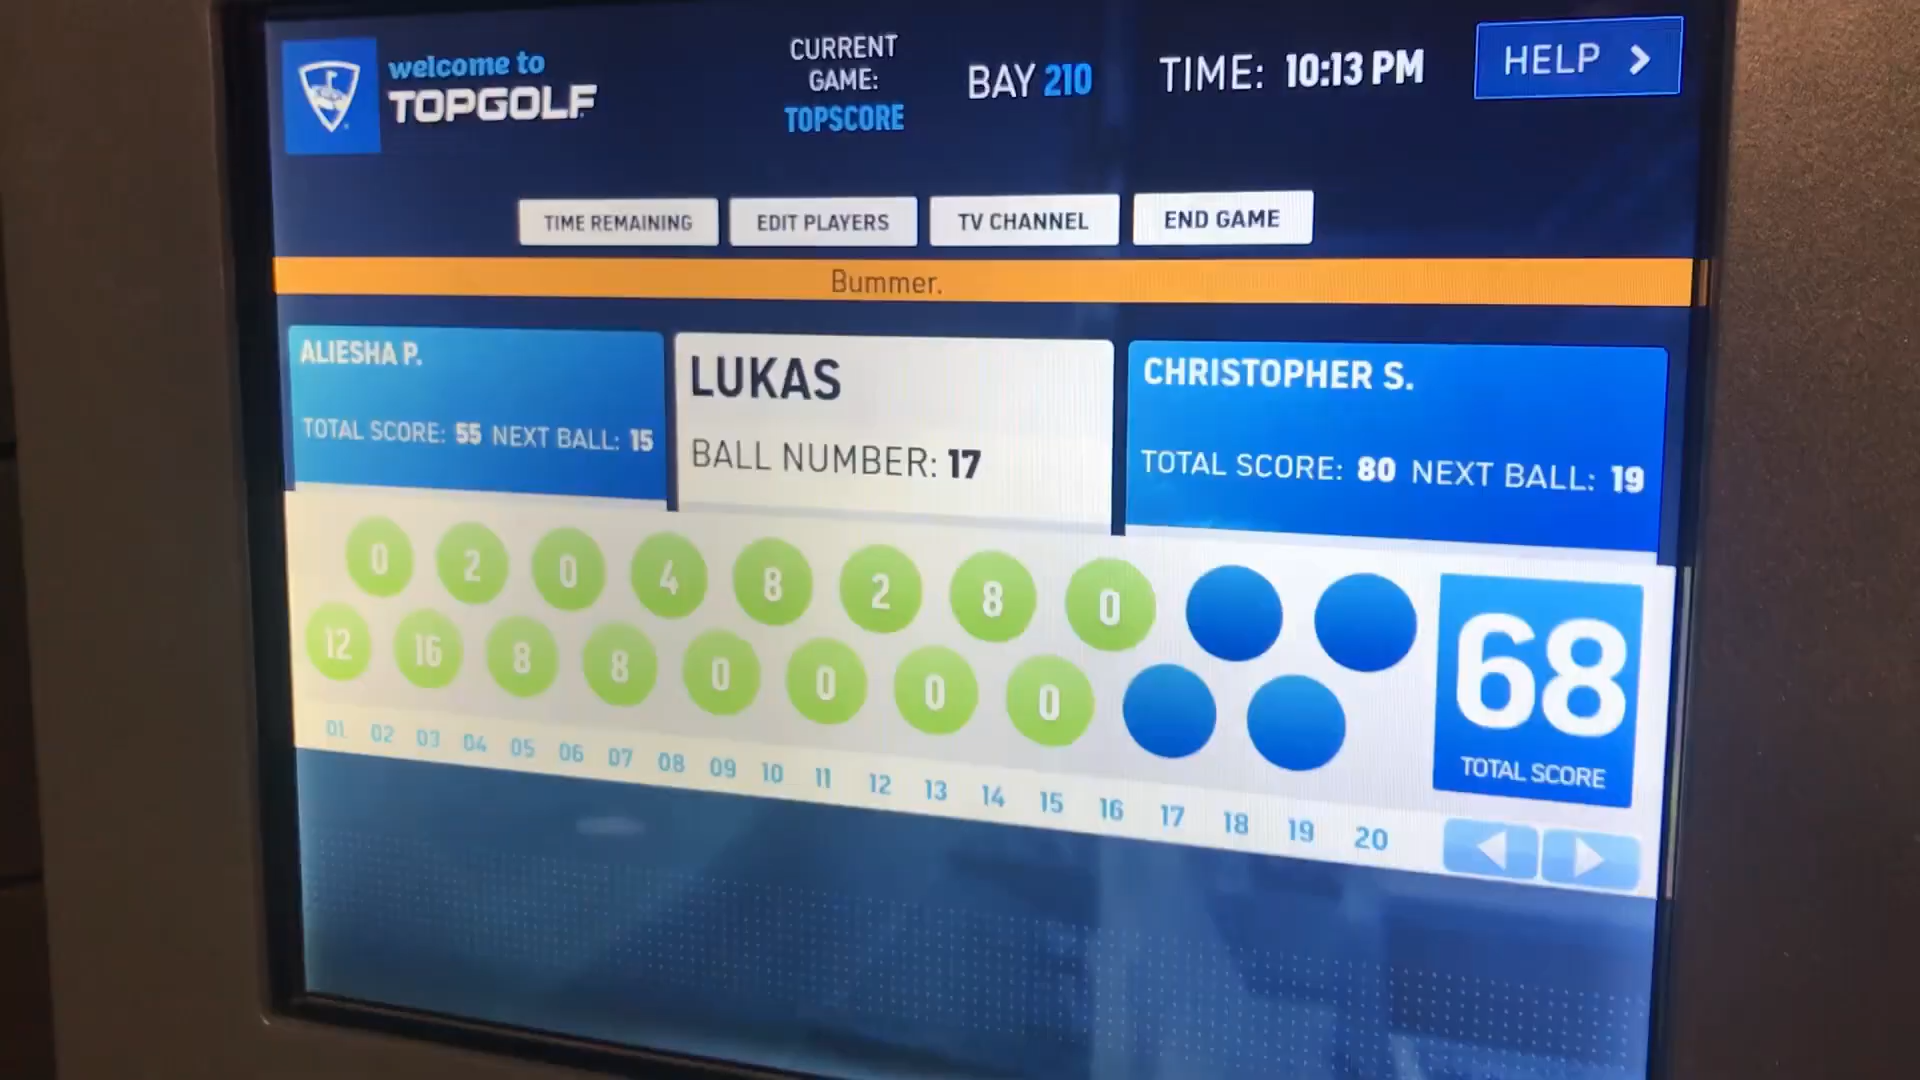 welcome to
TOPGOLF
CURRENT
GAME:
TOPSCORE
BAY 210
TIME: 10:13 PM
HELP >
TIME REMAINING
EDIT PLAYERS
TV CHANNEL
END GAME
Bummer.
ALIESHA P.
TOTAL SCORE: 55 NEXT BALL: 15
LUKAS
BALL NUMBER: 17
CHRISTOPHER S.
TOTAL SCORE: 80 NEXT BALL: 19
0 2 0 4 8 2 8 0
12 16 8 8 0 0 0 0
01 02 03 04 05 06 07 08 09 10 11 12 13 14 15 16 17 18 19 20
68
TOTAL SCORE